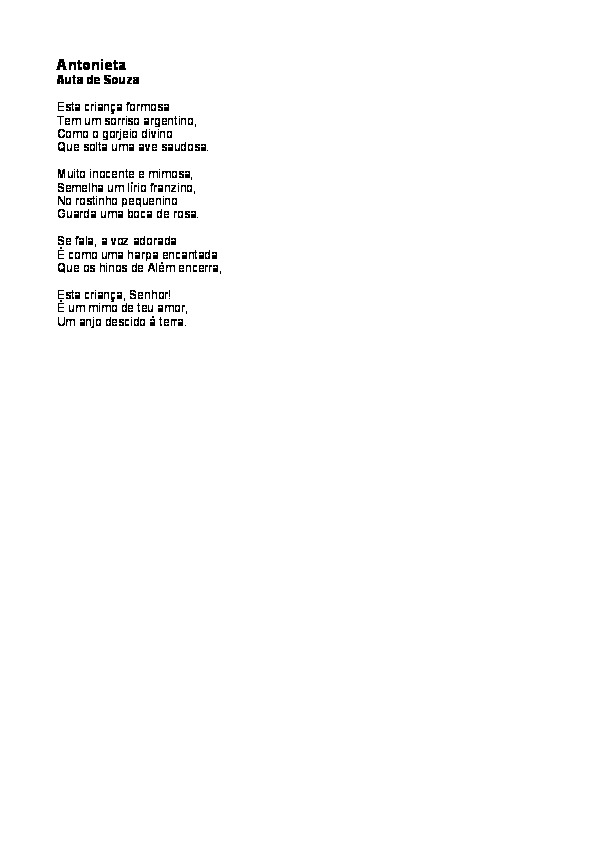 Antonieta
Auta de Souza
Esta criança formosa
Tem um sorriso argentino,
Como o gorjeio divino
Que solta uma ave saudosa.
Muito inocente e mimosa,
Semelha um lírio franzino,
No rostinho pequenino
Guarda uma boca de rosa.
Se fala, a voz adorada
É como uma harpa encantada
Que os hinos de Além encerra,
Esta criança, Senhor!
É um mimo de teu amor,
Um anjo descido à terra.